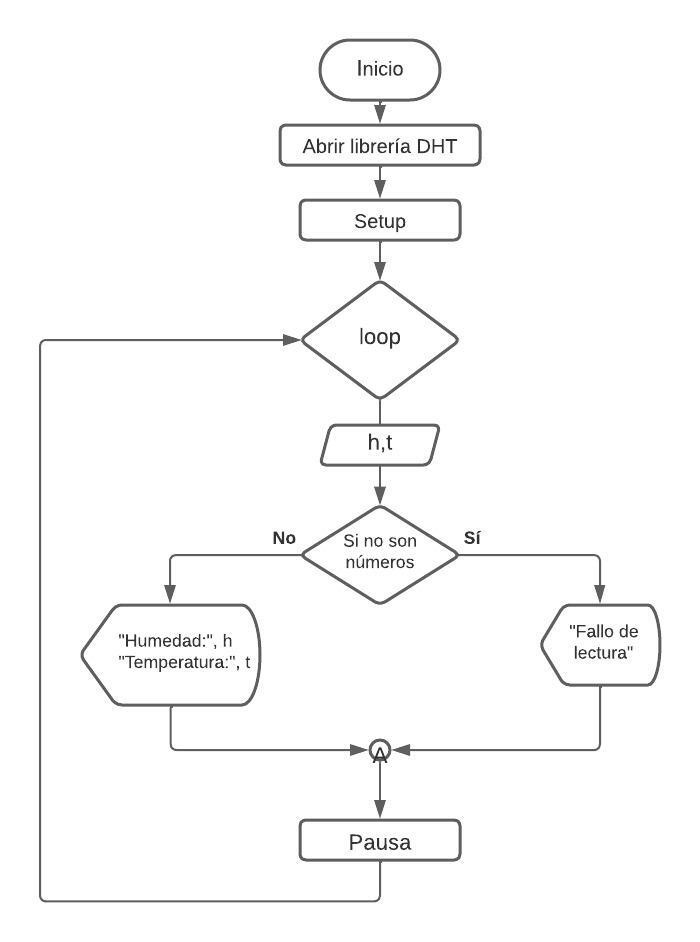 Inicio
Abrir librería DHT
Setup
loop
h,t
No
Si no son
números
Sí
"Humedad:", h
"Temperatura:", t
"Fallo de
lectura"
A
Pausa